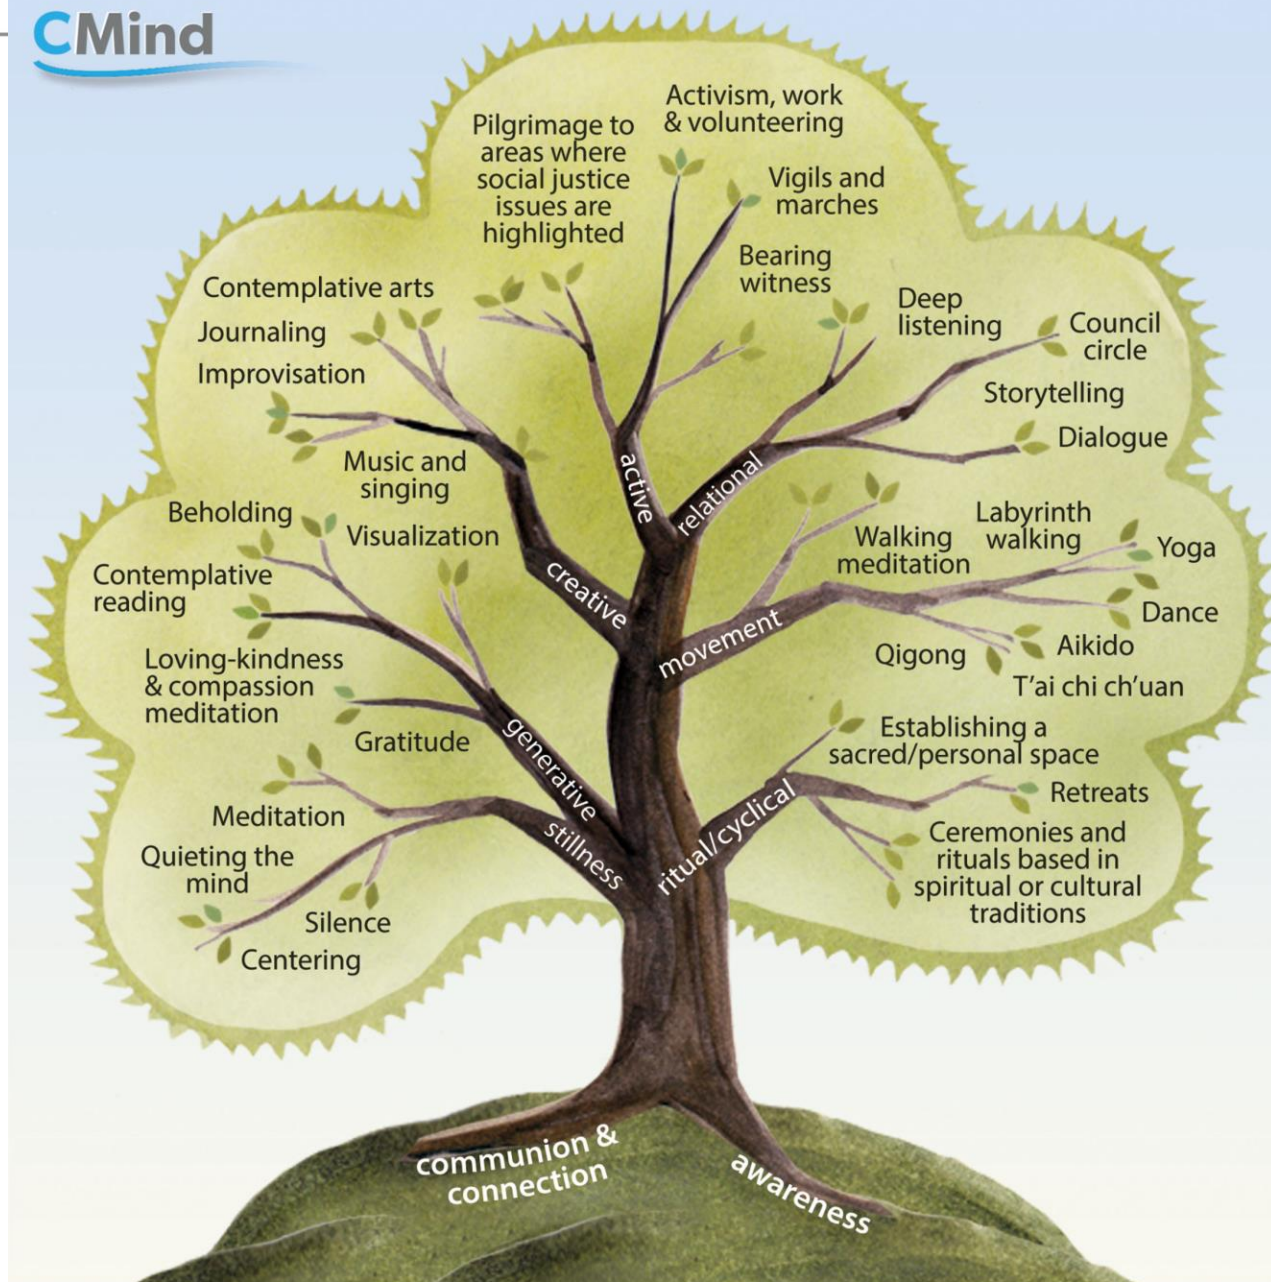 CMind
Activism, work
& volunteering
Pilgrimage to
areas where
social justice
issues are
highlighted
Vigils and
marches
Bearing
witness
Contemplative arts
Journaling
Improvisation
Music and
singing
Deep
listening
Council
circle
Storytelling
Dialogue
active
relational
Beholding
Visualization
Contemplative
reading
Loving-kindness
& compassion
meditation
Gratitude
creative
generative
Walking
meditation
Labyrinth
walking
Yoga
Dance
Aikido
Qigong
T'ai chi ch'uan
movement
Meditation
Quieting the
mind
Silence
Centering
stillness
Establishing a
sacred/personal space
Retreats
Ceremonies and
rituals based in
spiritual or cultural
traditions
ritual/cyclical
communion &
connection
awareness